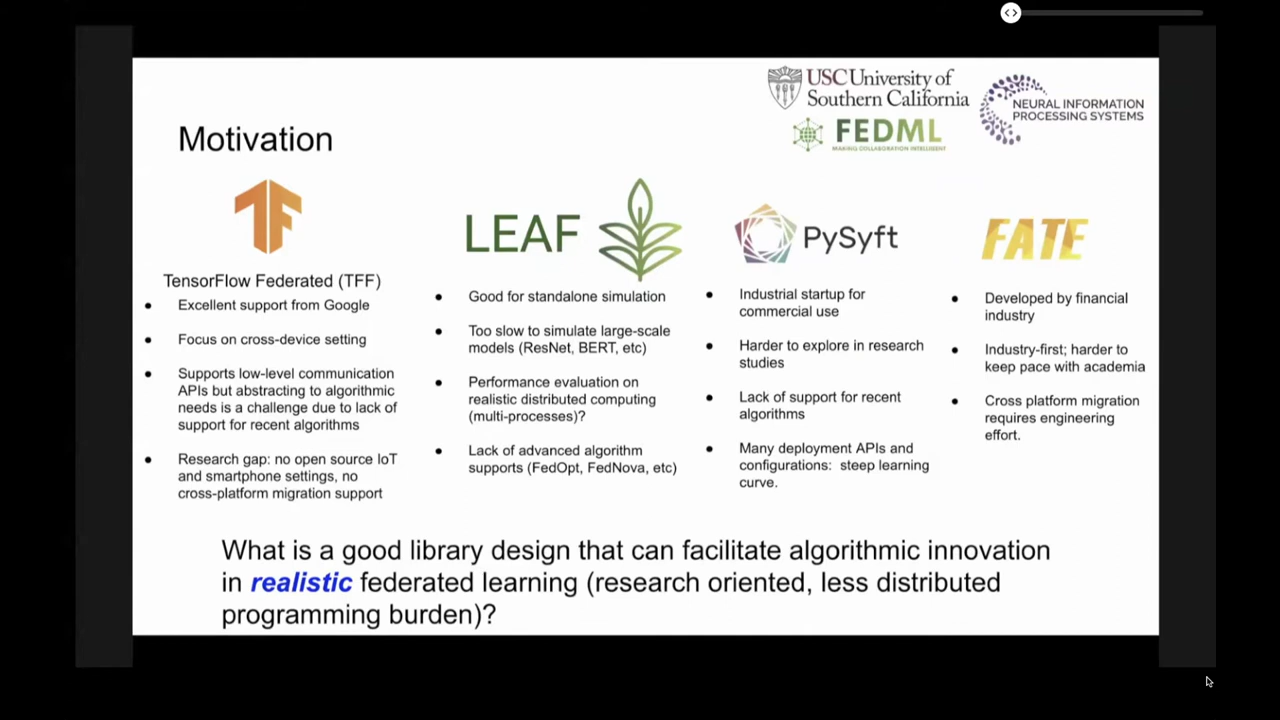 USC University of
Southern California
FEDML
MAKING COLLABORATION INTELLIGENT
NEURAL INFORMATION
PROCESSING SYSTEMS
Motivation
TensorFlow Federated (TFF)
● Excellent support from Google
● Focus on cross-device setting
● Supports low-level communication
APIs but abstracting to algorithmic
needs is a challenge due to lack of
support for recent algorithms
● Research gap: no open source IoT
and smartphone settings, no
cross-platform migration support
LEAF
● Good for standalone simulation
● Too slow to simulate large-scale
models (ResNet, BERT, etc)
● Performance evaluation on
realistic distributed computing
(multi-processes)?
● Lack of advanced algorithm
supports (FedOpt, FedNova, etc)
PySyft
● Industrial startup for
commercial use
● Harder to explore in research
studies
● Lack of support for recent
algorithms
● Many deployment APIs and
configurations: steep learning
curve.
FATE
● Developed by financial
industry
● Industry-first; harder to
keep pace with academia
● Cross platform migration
requires engineering
effort.
What is a good library design that can facilitate algorithmic innovation
in realistic federated learning (research oriented, less distributed
programming burden)?